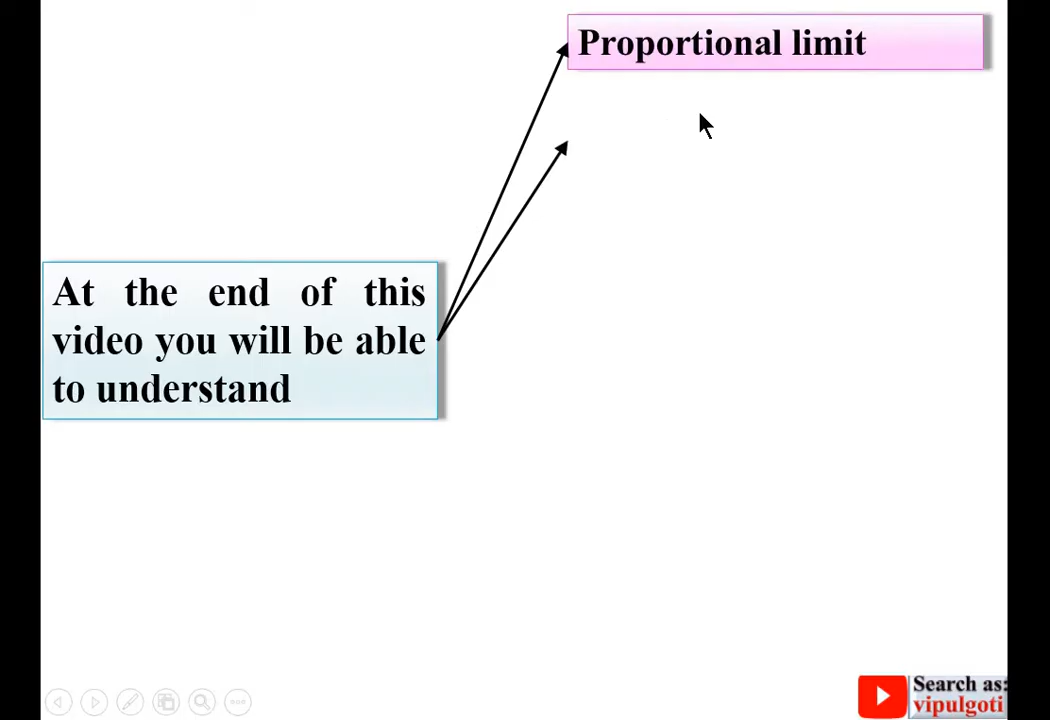 Proportional limit
At the end of this
video you will be able
to understand
Search as:
vipulgoti